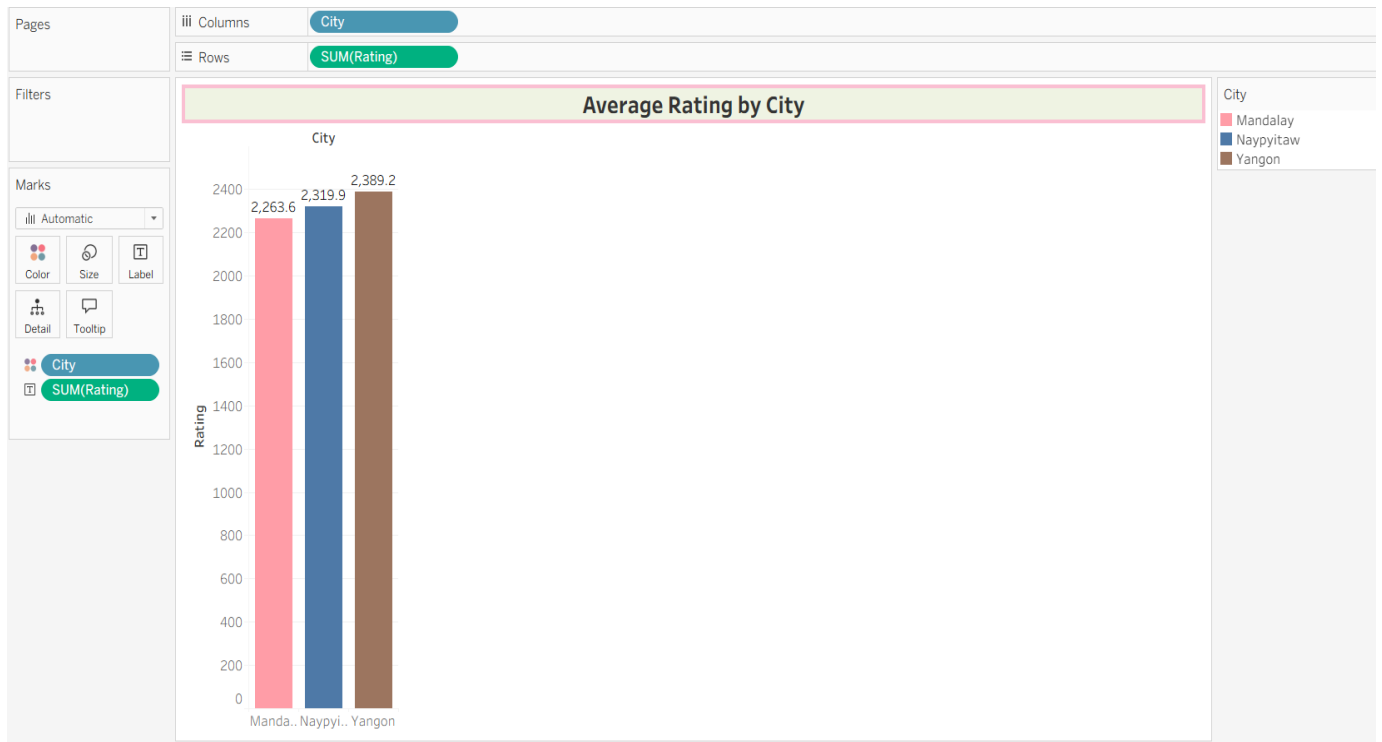 Pages
Columns
City
Rows
SUM(Rating)
Filters
Average Rating by City
City
Mandalay
Naypyitaw
Yangon
Marks
Automatic
Color
Size
Label
Detail
Tooltip
City
SUM(Rating)
City
2,263.6
2,319.9
2,389.2
2400
2200
2000
1800
1600
1400
1200
1000
800
600
400
200
0
Rating
Manda.. Naypyi.. Yangon